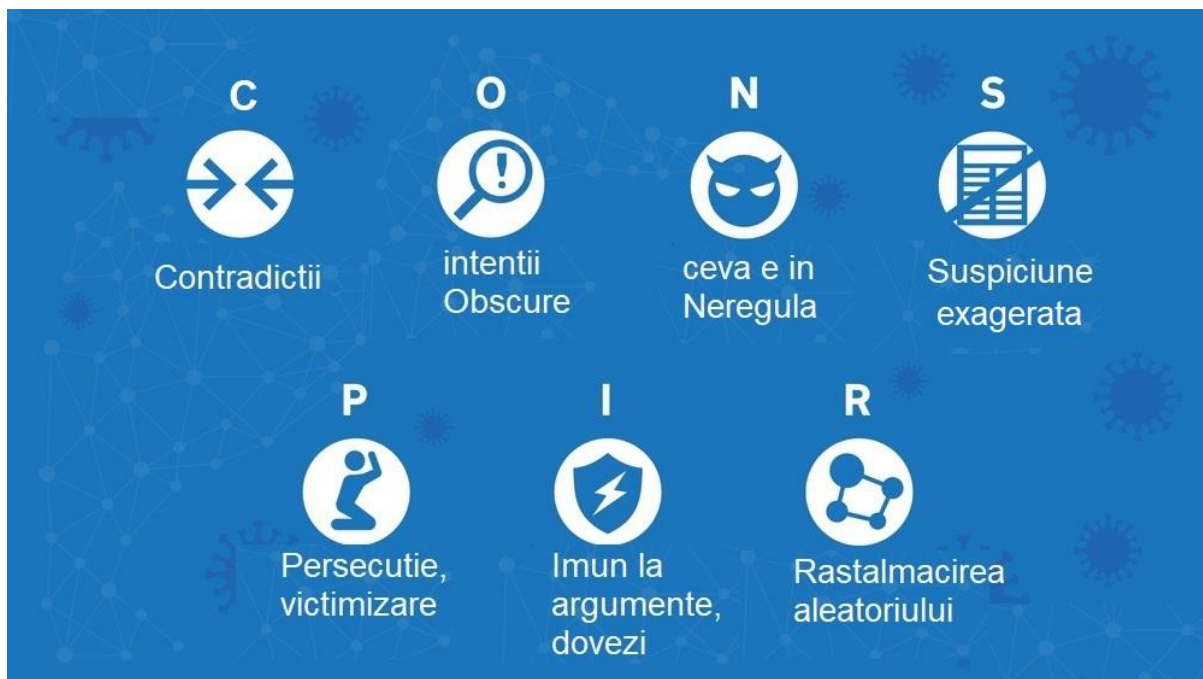 C O N S
Contradictii
intentii
Obscure
ceva e in
Neregula
Suspiciune
exagerata
P I R
Persecutie,
victimizare
Imun la
argumente,
dovezi
Rastalmacirea
aleatoriului